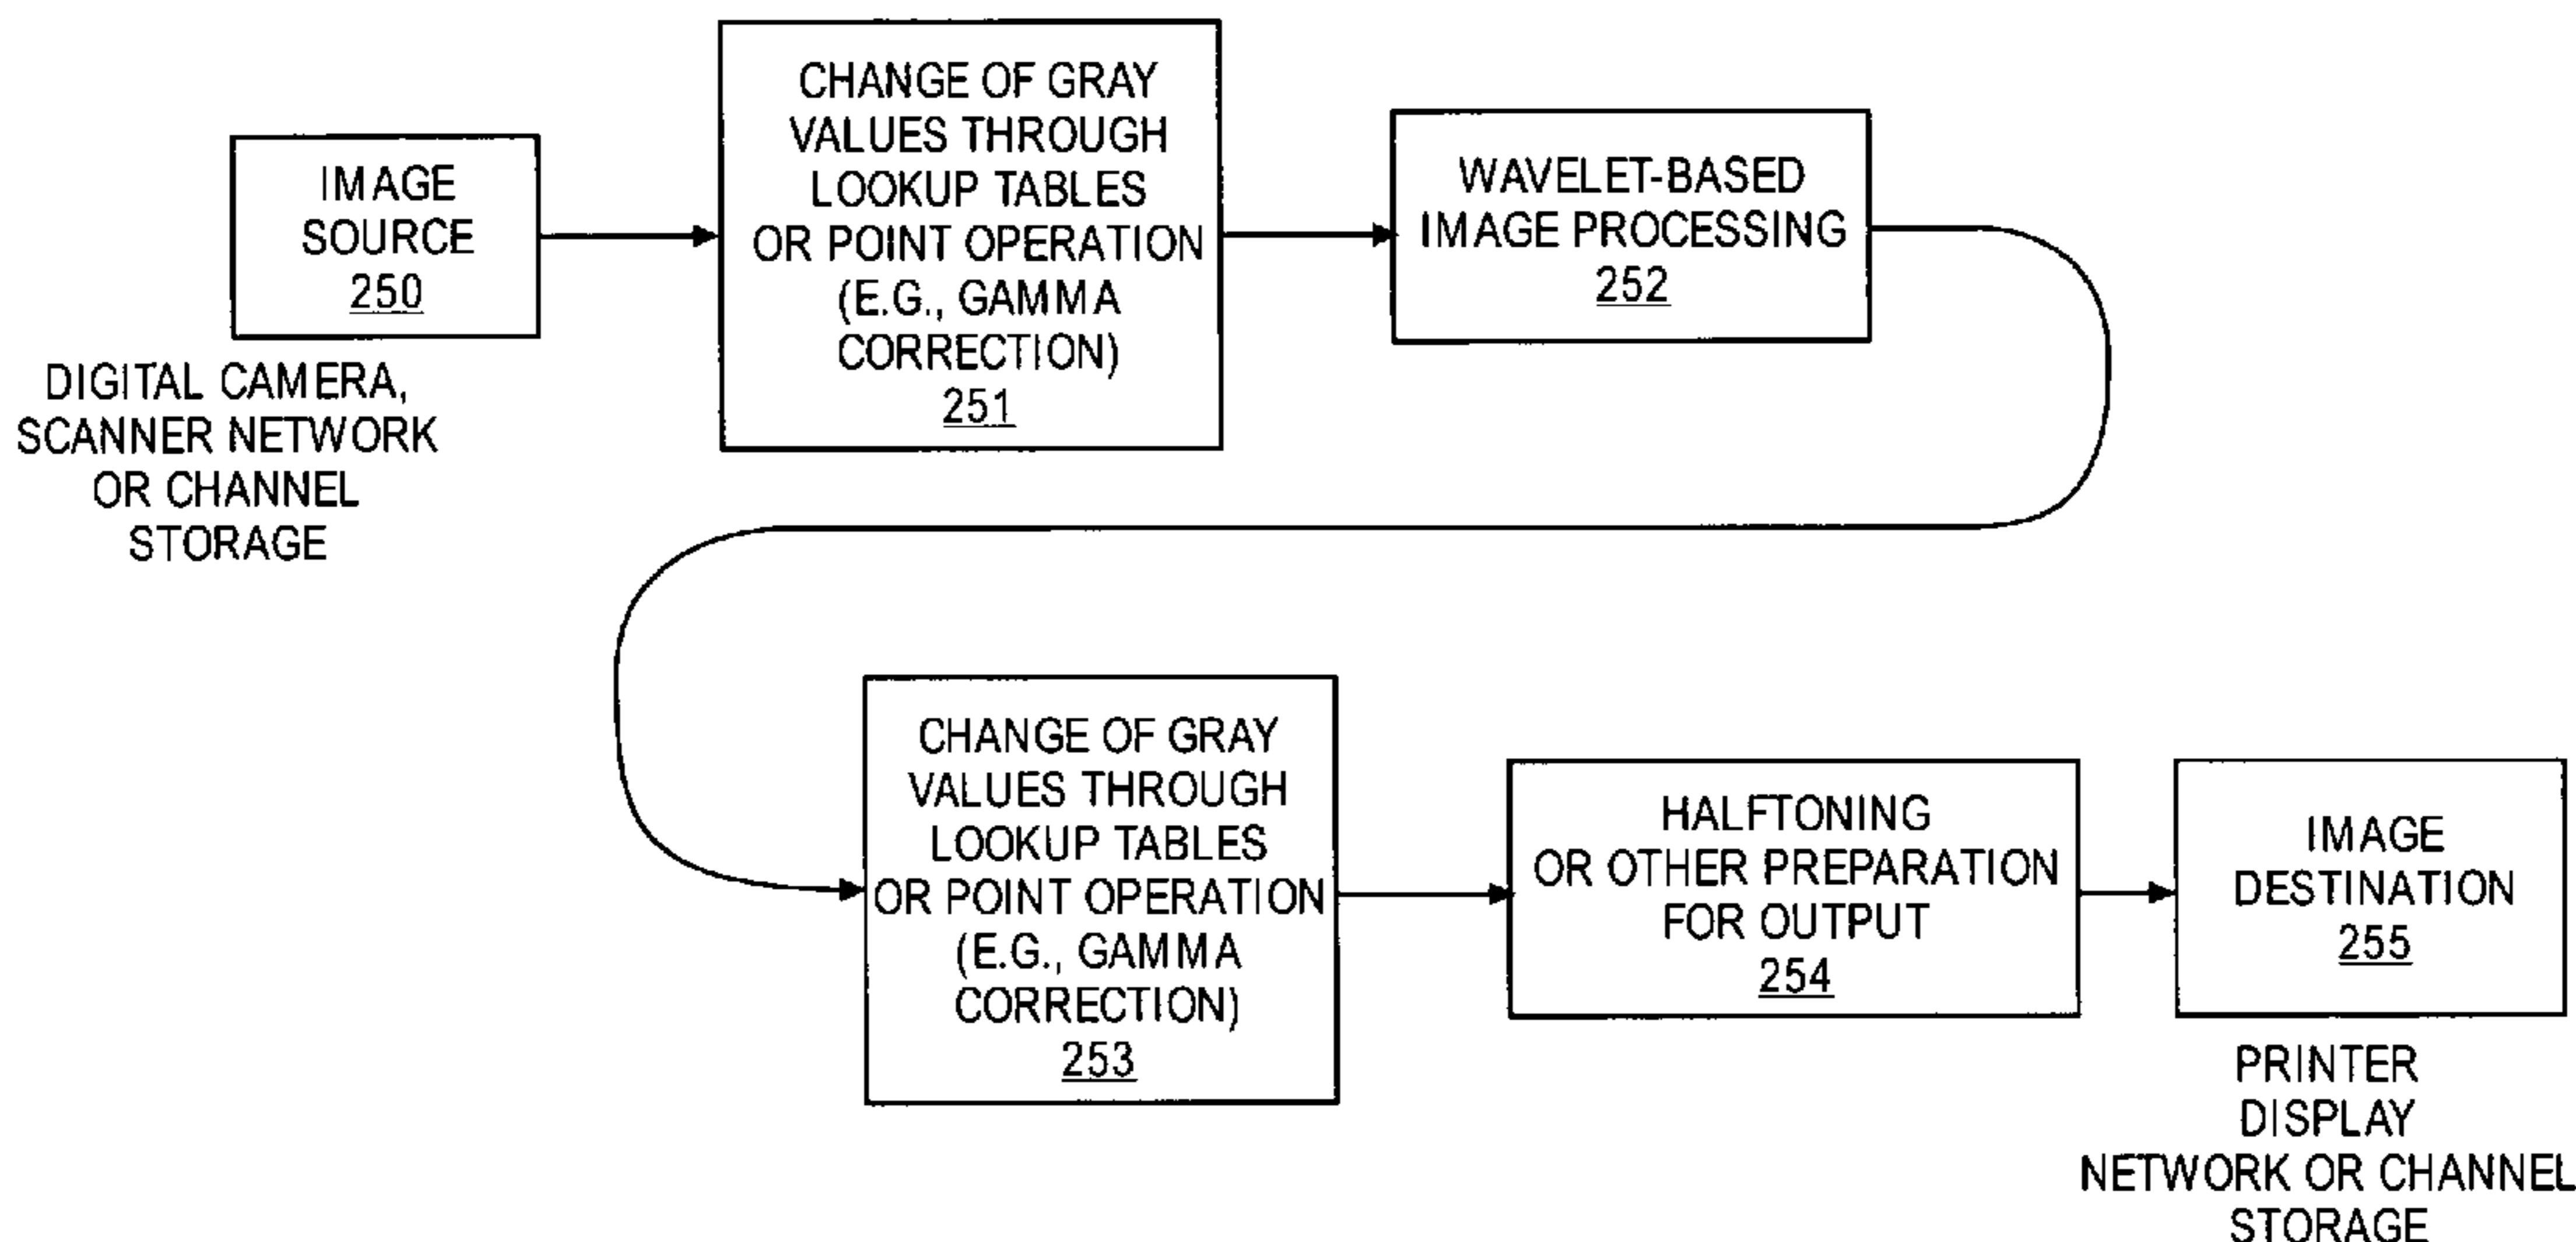 IMAGE
SOURCE
250
DIGITAL CAMERA,
SCANNER NETWORK
OR CHANNEL
STORAGE
CHANGE OF GRAY
VALUES THROUGH
LOOKUP TABLES
OR POINT OPERATION
(E.G., GAMMA
CORRECTION)
251
WAVELET-BASED
IMAGE PROCESSING
252
CHANGE OF GRAY
VALUES THROUGH
LOOKUP TABLES
OR POINT OPERATION
(E.G., GAMMA
CORRECTION)
253
HALFTONING
OR OTHER PREPARATION
FOR OUTPUT
254
IMAGE
DESTINATION
255
PRINTER
DISPLAY
NETWORK OR CHANNEL
STORAGE